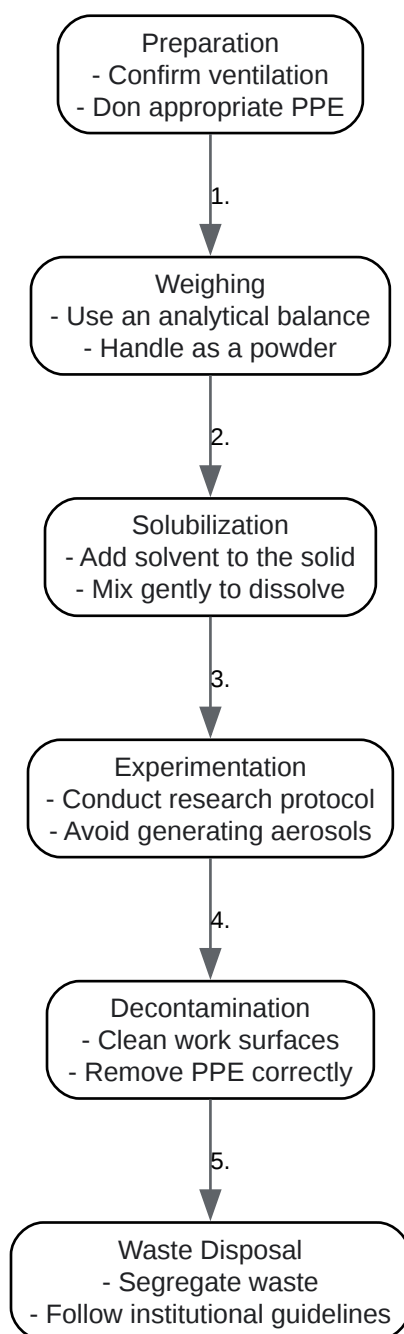 Preparation
- Confirm ventilation
- Don appropriate PPE
1.
Weighing
- Use an analytical balance
- Handle as a powder
2.
Solubilization
- Add solvent to the solid
- Mix gently to dissolve
3.
Experimentation
- Conduct research protocol
- Avoid generating aerosols
4.
Decontamination
- Clean work surfaces
- Remove PPE correctly
5.
Waste Disposal
- Segregate waste
- Follow institutional guidelines